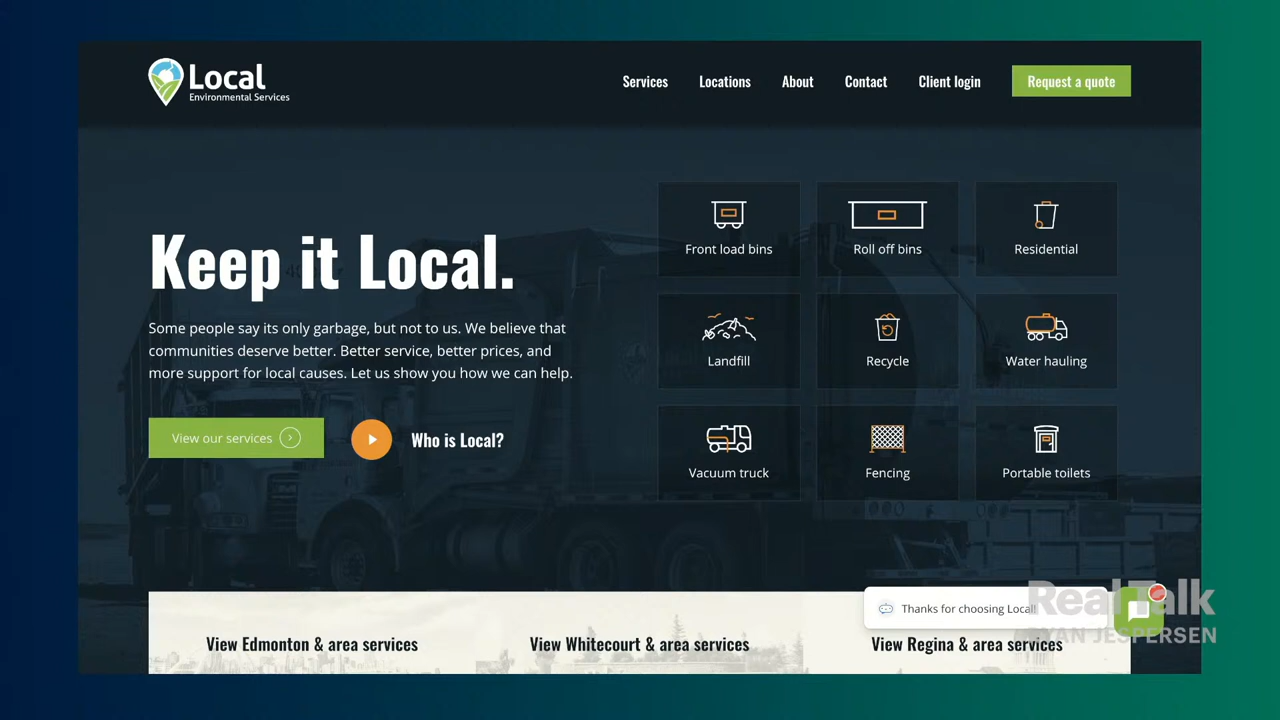 Local
Environmental Services
Services
Locations
About
Contact
Client login
Request a quote
Keep it Local.
Some people say its only garbage, but not to us. We believe that
communities deserve better. Better service, better prices, and
more support for local causes. Let us show you how we can help.
View our services
Who is Local?
Front load bins
Roll off bins
Residential
Landfill
Recycle
Water hauling
Vacuum truck
Fencing
Portable toilets
Thanks for choosing Local!
Real Talk
RYAN JESPERSEN
View Edmonton & area services
View Whitecourt & area services
View Regina & area services